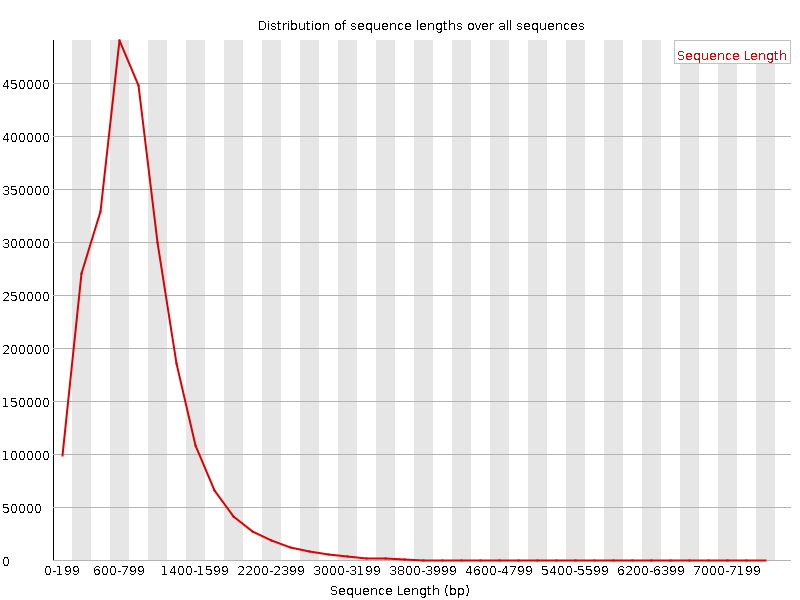 Distribution of sequence lengths over all sequences
Sequence Length
450000
400000
350000
300000
250000
200000
150000
100000
50000
0
0-199 600-799 1400-1599 2200-2399 3000-3199 3800-3999 4600-4799 5400-5599 6200-6399 7000-7199
Sequence Length (bp)